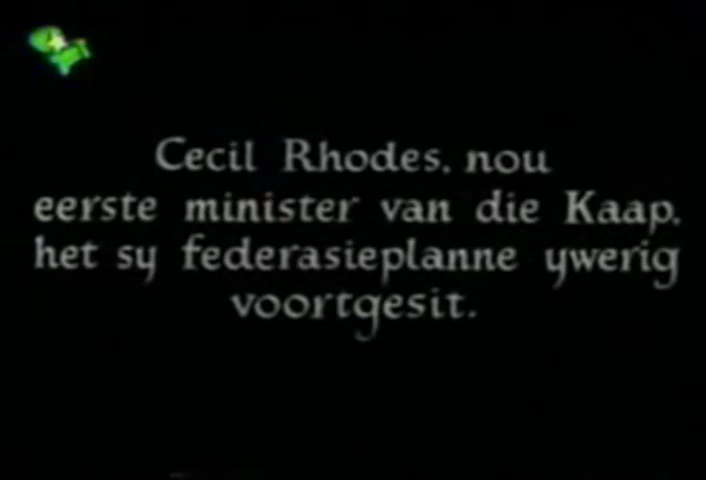 Cecil Rhodes, nou
eerste minister van die Kaap,
het sy federasieplanne ywerig
voortgesit.